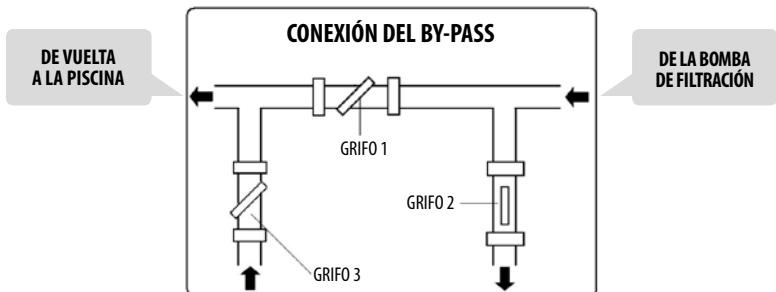 CONEXIÓN DEL BY-PASS
DE VUELTA
A LA PISCINA
DE LA BOMBA
DE FILTRACIÓN
GRIFO 1
GRIFO 2
GRIFO 3